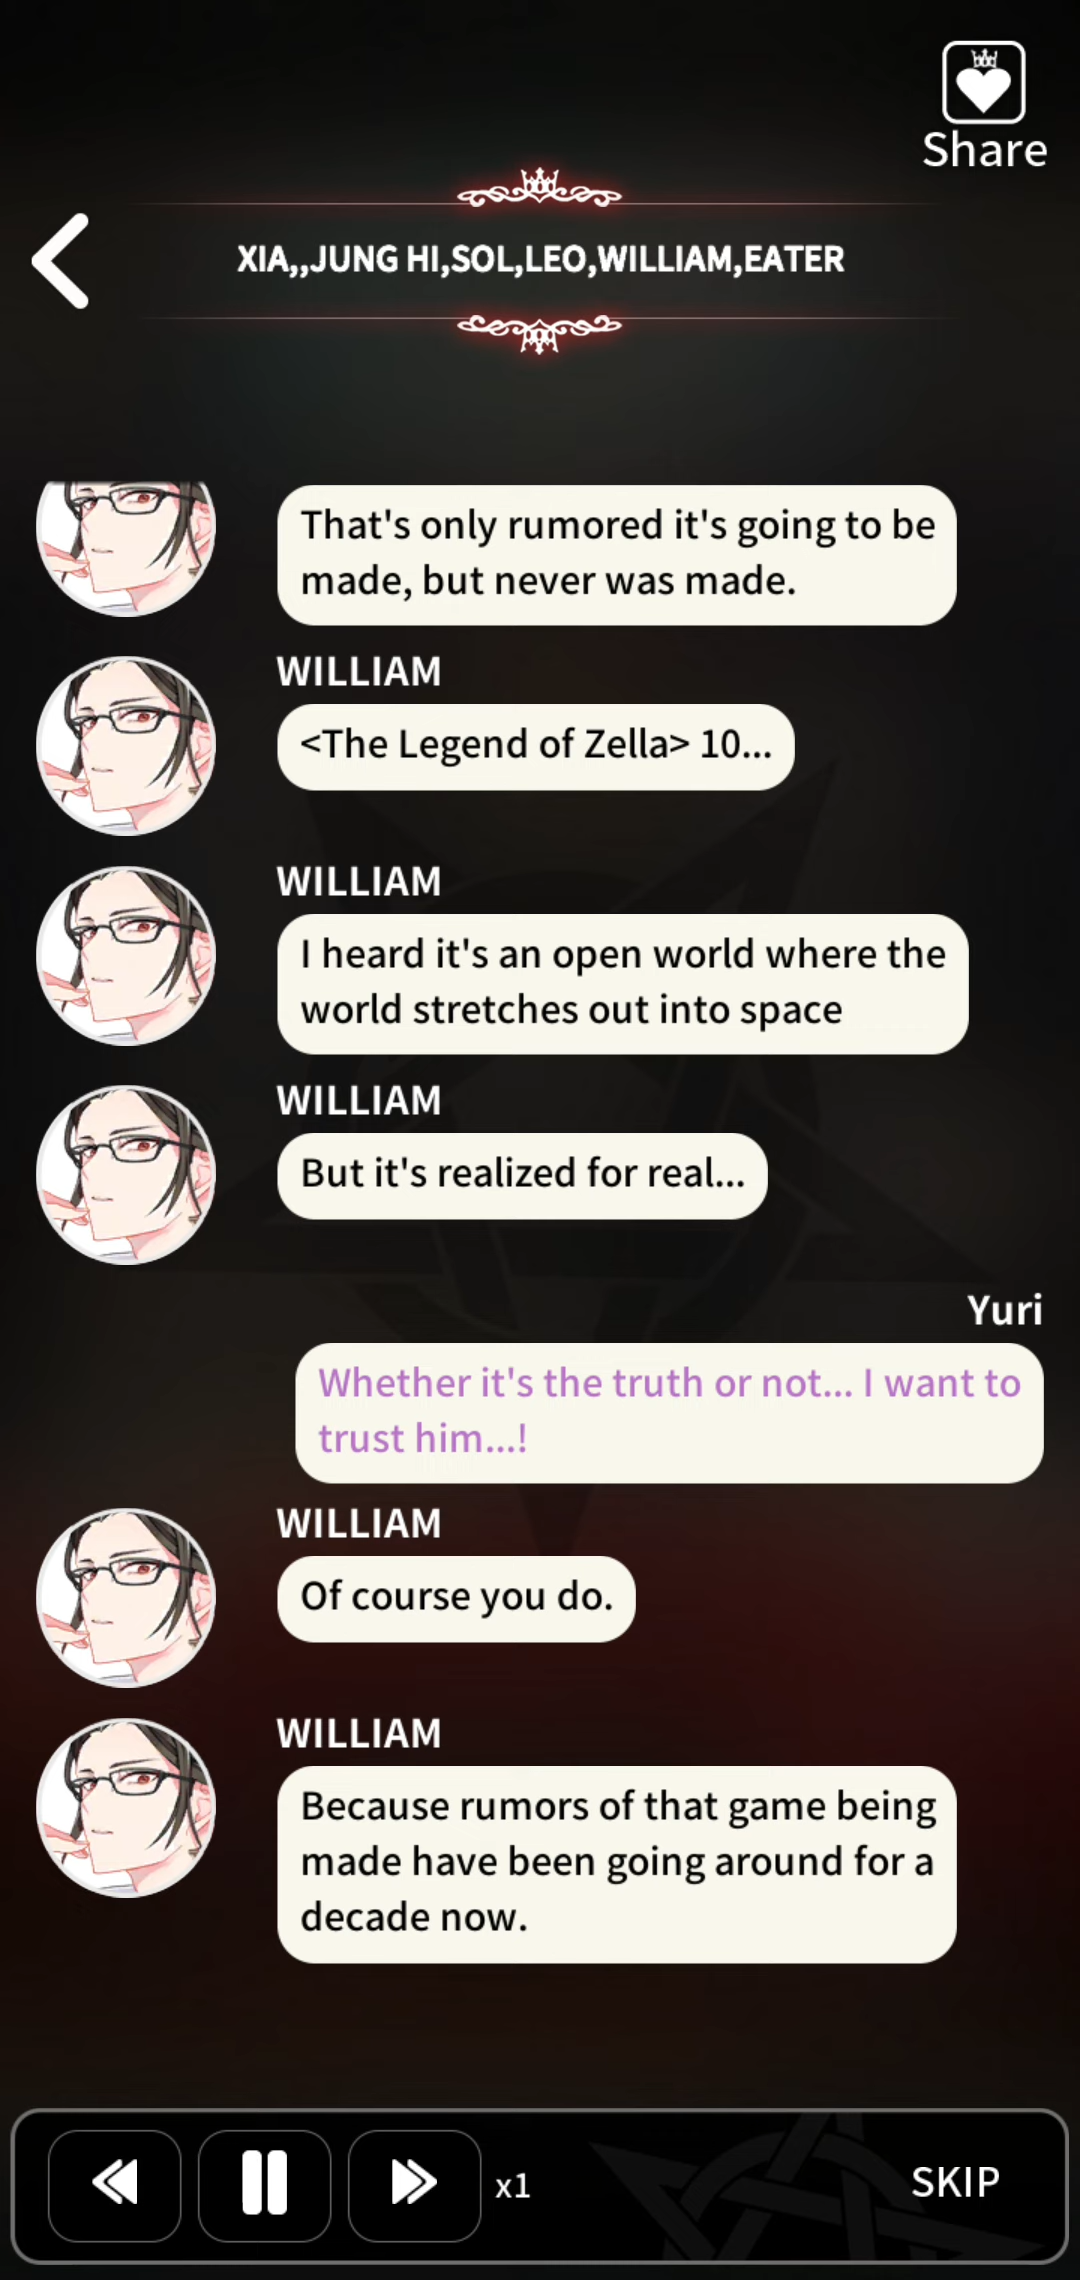 Share
XIA,,JUNG HI,SOL,LEO,WILLIAM,EATER
That's only rumored it's going to be
made, but never was made.
WILLIAM
<The Legend of Zella> 10...
WILLIAM
I heard it's an open world where the
world stretches out into space
WILLIAM
But it's realized for real...
Yuri
Whether it's the truth or not... I want to
trust him...!
WILLIAM
Of course you do.
WILLIAM
Because rumors of that game being
made have been going around for a
decade now.
x1
SKIP